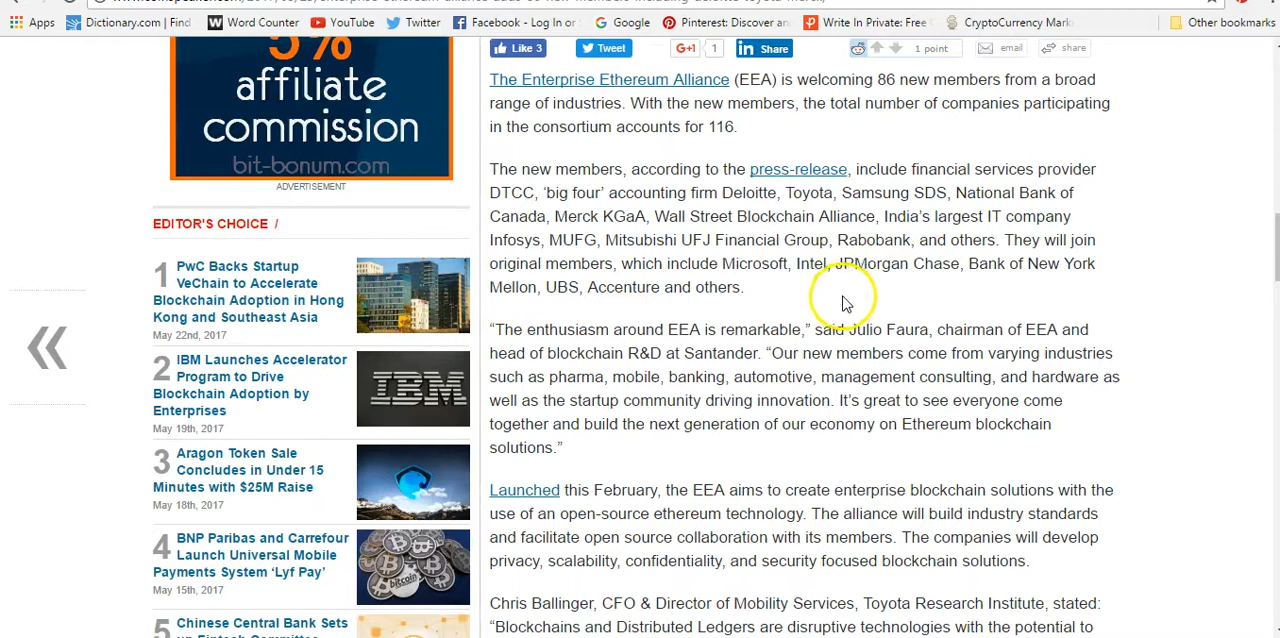 Apps
Dictionary.com | Find
Word Counter
YouTube
Twitter
Facebook - Log In or
Google
Pinterest: Discover and
Write In Private: Free
CryptoCurrency Mark
Other bookmarks
5%
affiliate
commission
bit-bonum.com
ADVERTISEMENT
EDITOR'S CHOICE /
1 PwC Backs Startup
VeChain to Accelerate
Blockchain Adoption in Hong
Kong and Southeast Asia
May 22nd, 2017
2 IBM Launches Accelerator
Program to Drive
Blockchain Adoption by
Enterprises
May 19th, 2017
IBM
3 Aragon Token Sale
Concludes in Under 15
Minutes with $25M Raise
May 18th, 2017
4 BNP Paribas and Carrefour
Launch Universal Mobile
Payments System ‘Lyf Pay’
May 15th, 2017
bitcoin
5 Chinese Central Bank Sets
Like 3
Tweet
G+1 1
in Share
1 point
email
share
The Enterprise Ethereum Alliance (EEA) is welcoming 86 new members from a broad
range of industries. With the new members, the total number of companies participating
in the consortium accounts for 116.
The new members, according to the press-release, include financial services provider
DTCC, ‘big four’ accounting firm Deloitte, Toyota, Samsung SDS, National Bank of
Canada, Merck KGaA, Wall Street Blockchain Alliance, India’s largest IT company
Infosys, MUFG, Mitsubishi UFJ Financial Group, Rabobank, and others. They will join
original members, which include Microsoft, Intel, JPMorgan Chase, Bank of New York
Mellon, UBS, Accenture and others.
“The enthusiasm around EEA is remarkable,” said Julio Faura, chairman of EEA and
head of blockchain R&D at Santander. “Our new members come from varying industries
such as pharma, mobile, banking, automotive, management consulting, and hardware as
well as the startup community driving innovation. It’s great to see everyone come
together and build the next generation of our economy on Ethereum blockchain
solutions.”
Launched this February, the EEA aims to create enterprise blockchain solutions with the
use of an open-source ethereum technology. The alliance will build industry standards
and facilitate open source collaboration with its members. The companies will develop
privacy, scalability, confidentiality, and security focused blockchain solutions.
Chris Ballinger, CFO & Director of Mobility Services, Toyota Research Institute, stated:
“Blockchains and Distributed Ledgers are disruptive technologies with the potential to